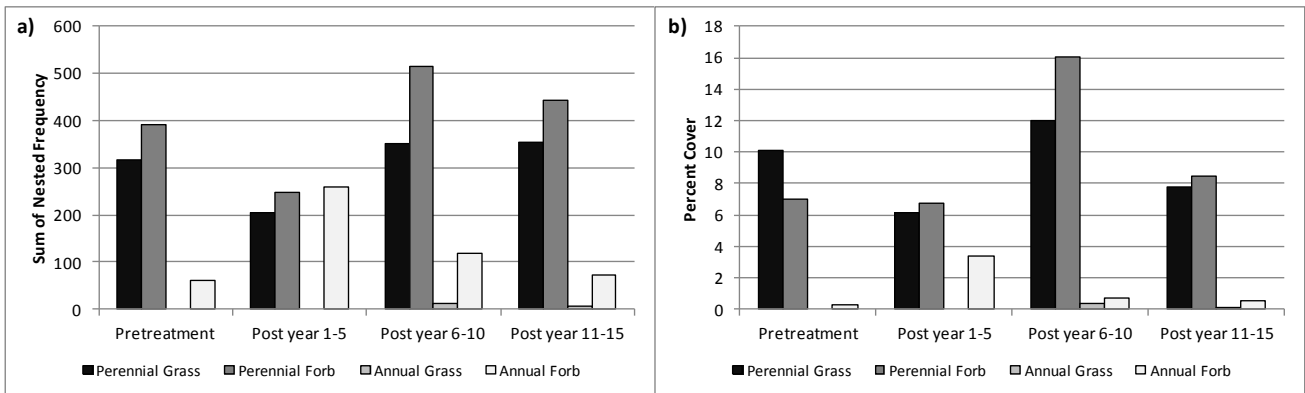 a)
600
500
400
300
200
100
0
Sum of Nested Frequency
Pretreatment Post year 1-5 Post year 6-10 Post year 11-15
Perennial Grass Perennial Forb Annual Grass Annual Forb
b)
18
16
14
12
10
8
6
4
2
0
Percent Cover
Pretreatment Post year 1-5 Post year 6-10 Post year 11-15
Perennial Grass Perennial Forb Annual Grass Annual Forb